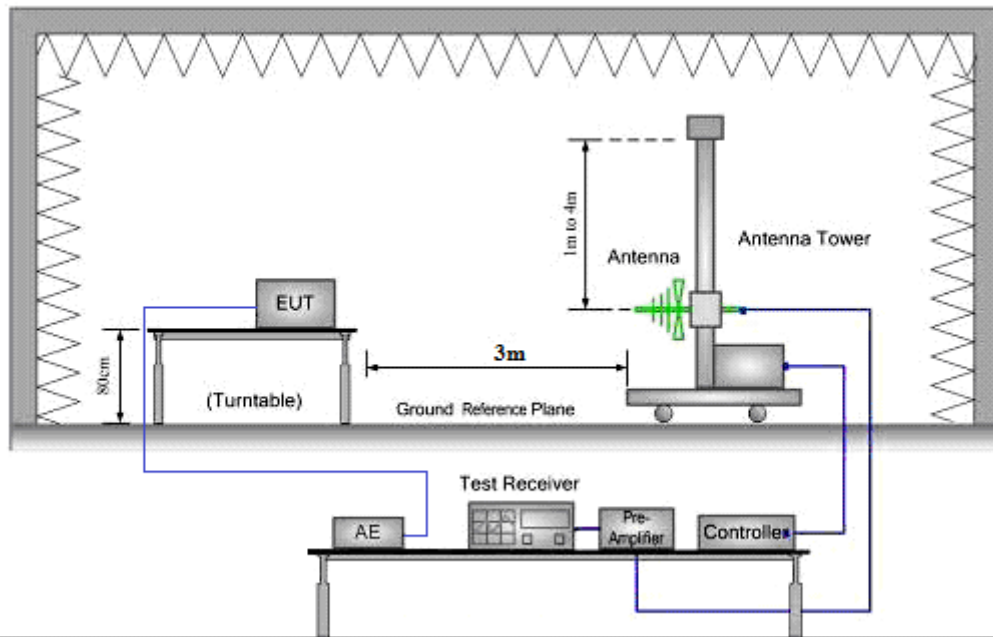 1m to 4m
Antenna
Antenna Tower
EUT
80cm
(Turntable)
3m
Ground Reference Plane
Test Receiver
AE
Pre-
Amplifier
Controller